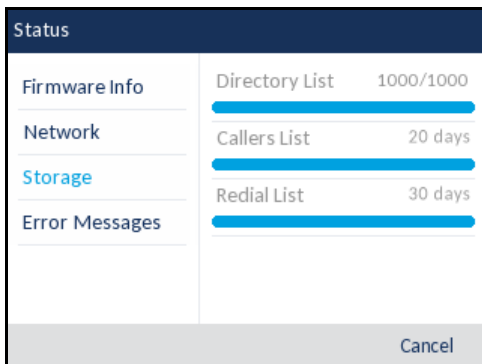 Status
Firmware Info
Network
Storage
Error Messages
Directory List 1000/1000
Callers List 20 days
Redial List 30 days
Cancel